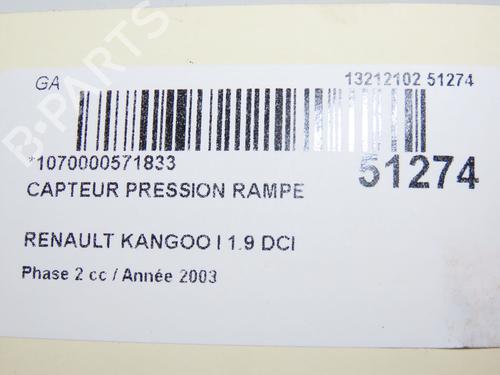 GA 13212102 51274
*1070000571833 51274
CAPTEUR PRESSION RAMPE
RENAULT KANGOO I 1.9 DCI
Phase 2 cc / Année 2003
B-PARTS